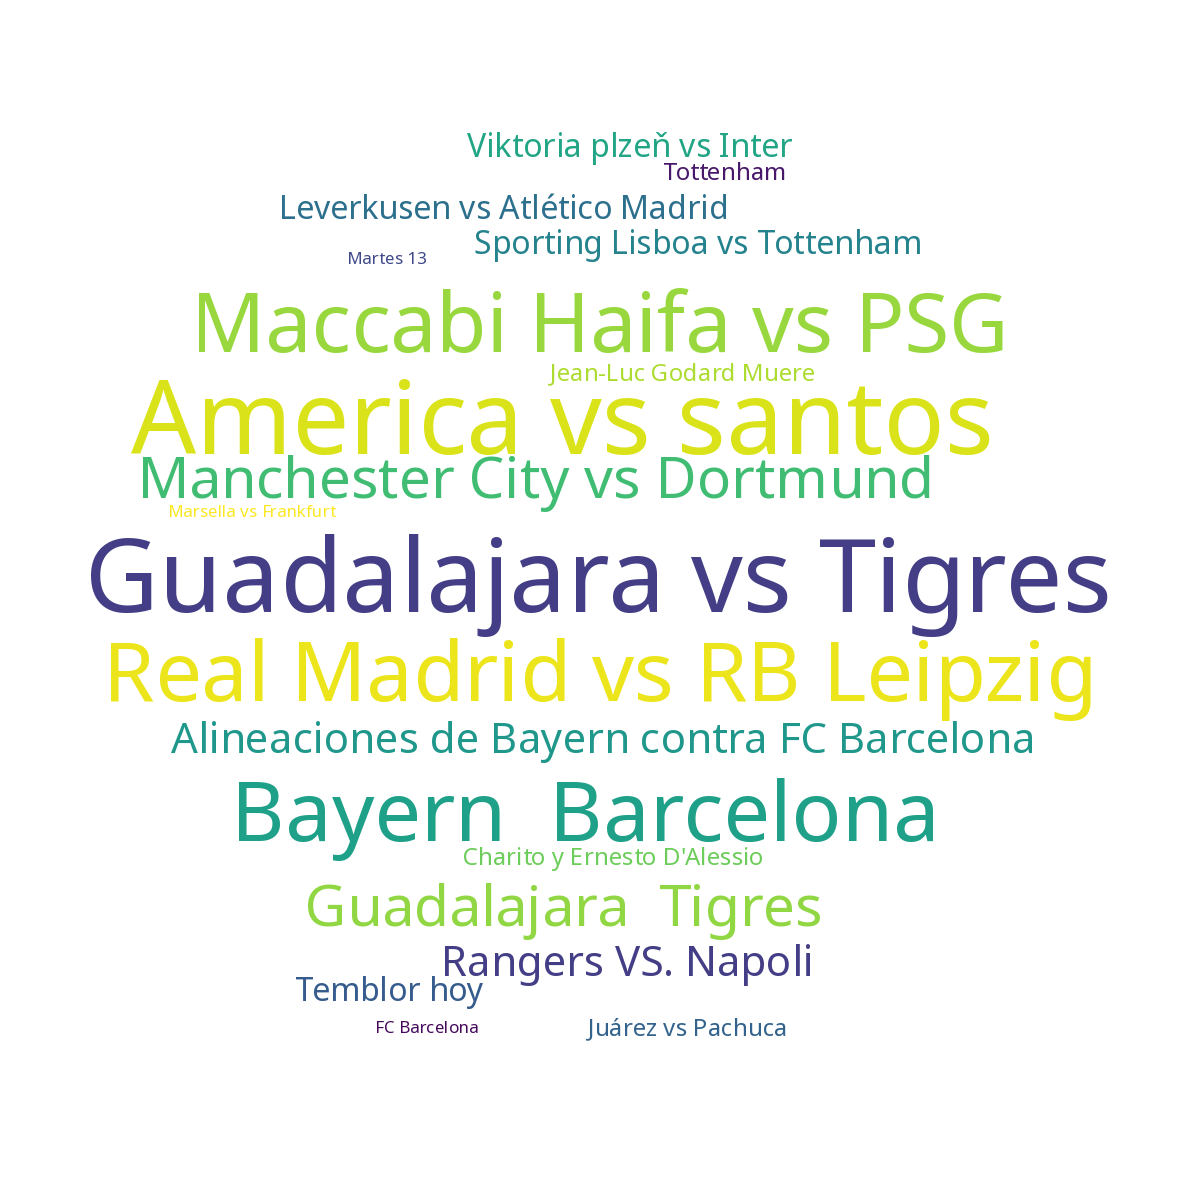 Viktoria plzeň vs Inter
Tottenham
Leverkusen vs Atlético Madrid
Sporting Lisboa vs Tottenham
Martes 13
Maccabi Haifa vs PSG
Jean-Luc Godard Muere
America vs santos
Manchester City vs Dortmund
Marsella vs Frankfurt
Guadalajara vs Tigres
Real Madrid vs RB Leipzig
Alineaciones de Bayern contra FC Barcelona
Bayern  Barcelona
Charito y Ernesto D'Alessio
Guadalajara  Tigres
Rangers VS. Napoli
Temblor hoy
FC Barcelona
Juárez vs Pachuca